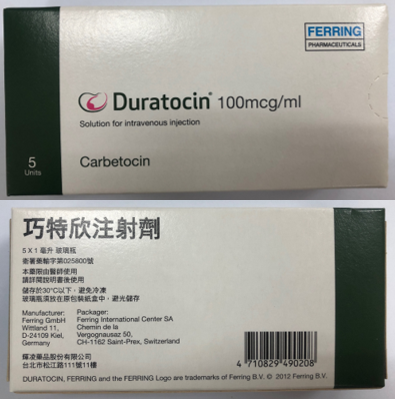 FERRING
PHARMACEUTICALS
Duratocin® 100mcg/ml
Solution for intravenous injection
5
Units
Carbetocin
巧特欣注射劑
5 X 1 毫升 玻璃瓶
衛署藥輸字第025800號
本藥限由醫師使用
請詳閱說明書後使用
儲存於30°C以下，避免冷凍
玻璃瓶須放在原包裝紙盒中，避光儲存
Manufacturer: Packager:
Ferring GmbH Ferring International Center SA
Wittland 11, Chemin de la
D-24109 Kiel, Vergognausaz 50,
Germany CH-1162 Saint-Prex, Switzerland
輝凌藥品股份有限公司
台北市松江路111號11樓
4 710829 490208
DURATOCIN, FERRING and the FERRING Logo are trademarks of Ferring B.V. © 2012 Ferring B.V.